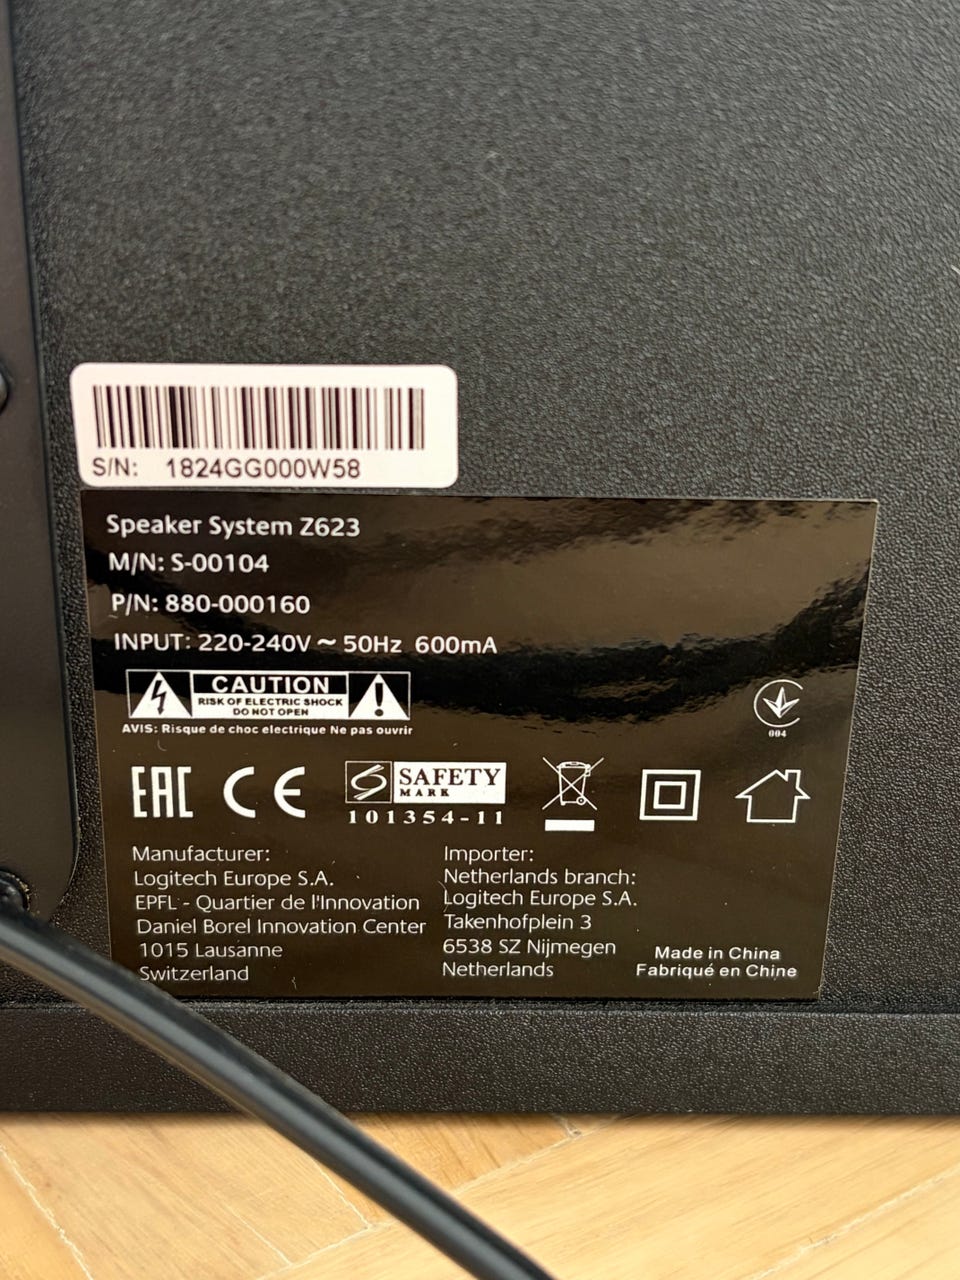 S/N: 1824GG000W58
Speaker System Z623
M/N: S-00104
P/N: 880-000160
INPUT: 220-240V ~ 50Hz 600mA
CAUTION
RISK OF ELECTRIC SHOCK
DO NOT OPEN
AVIS: Risque de choc electrique Ne pas ouvrir
004
EAC CE
SAFETY
MARK
101354-11
Manufacturer:
Logitech Europe S.A.
EPFL - Quartier de l'Innovation
Daniel Borel Innovation Center
1015 Lausanne
Switzerland
Importer:
Netherlands branch:
Logitech Europe S.A.
Takenhofplein 3
6538 SZ Nijmegen
Netherlands
Made in China
Fabriqué en Chine